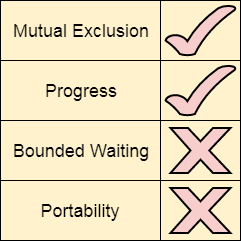 Mutual Exclusion
Progress
Bounded Waiting
Portability